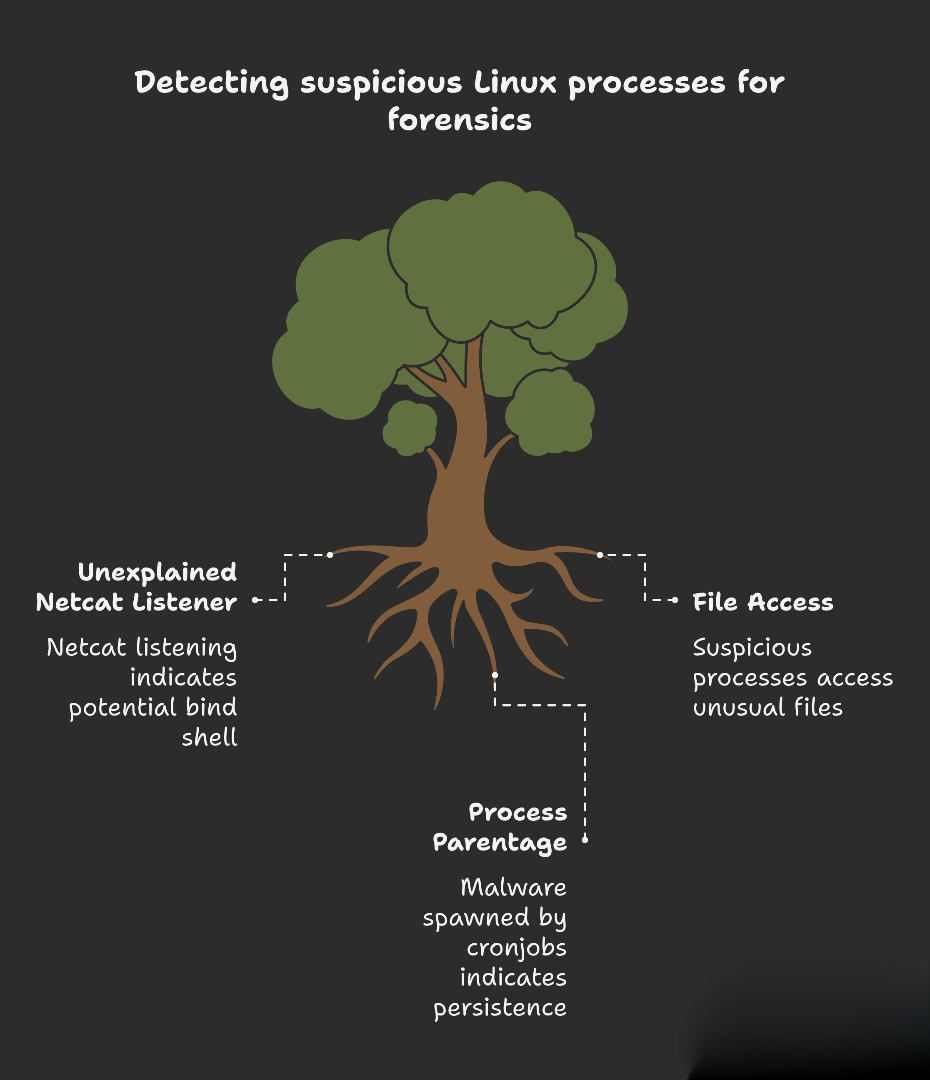 Detecting suspicious Linux processes for
forensics
Unexplained
Netcat Listener
Netcat listening
indicates
potential bind
shell
File Access
Suspicious
processes access
unusual files
Process
Parentage
Malware
spawned by
cronjobs
indicates
persistence